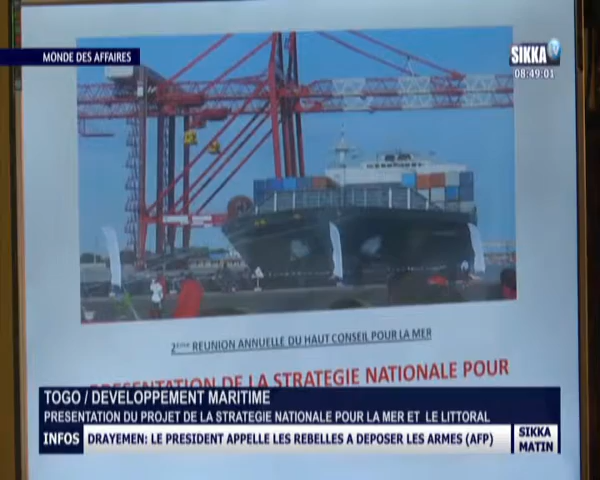 MONDE DES AFFAIRES
SIKKA TV
08:49:01
2ème REUNION ANNUELLE DU HAUT CONSEIL POUR LA MER
PRESENTATION DE LA STRATEGIE NATIONALE POUR
TOGO / DEVELOPPEMENT MARITIME
PRESENTATION DU PROJET DE LA STRATEGIE NATIONALE POUR LA MER ET LE LITTORAL
INFOS DRAYEMEN: LE PRESIDENT APPELLE LES REBELLES A DEPOSER LES ARMES (AFP)
SIKKA
MATIN